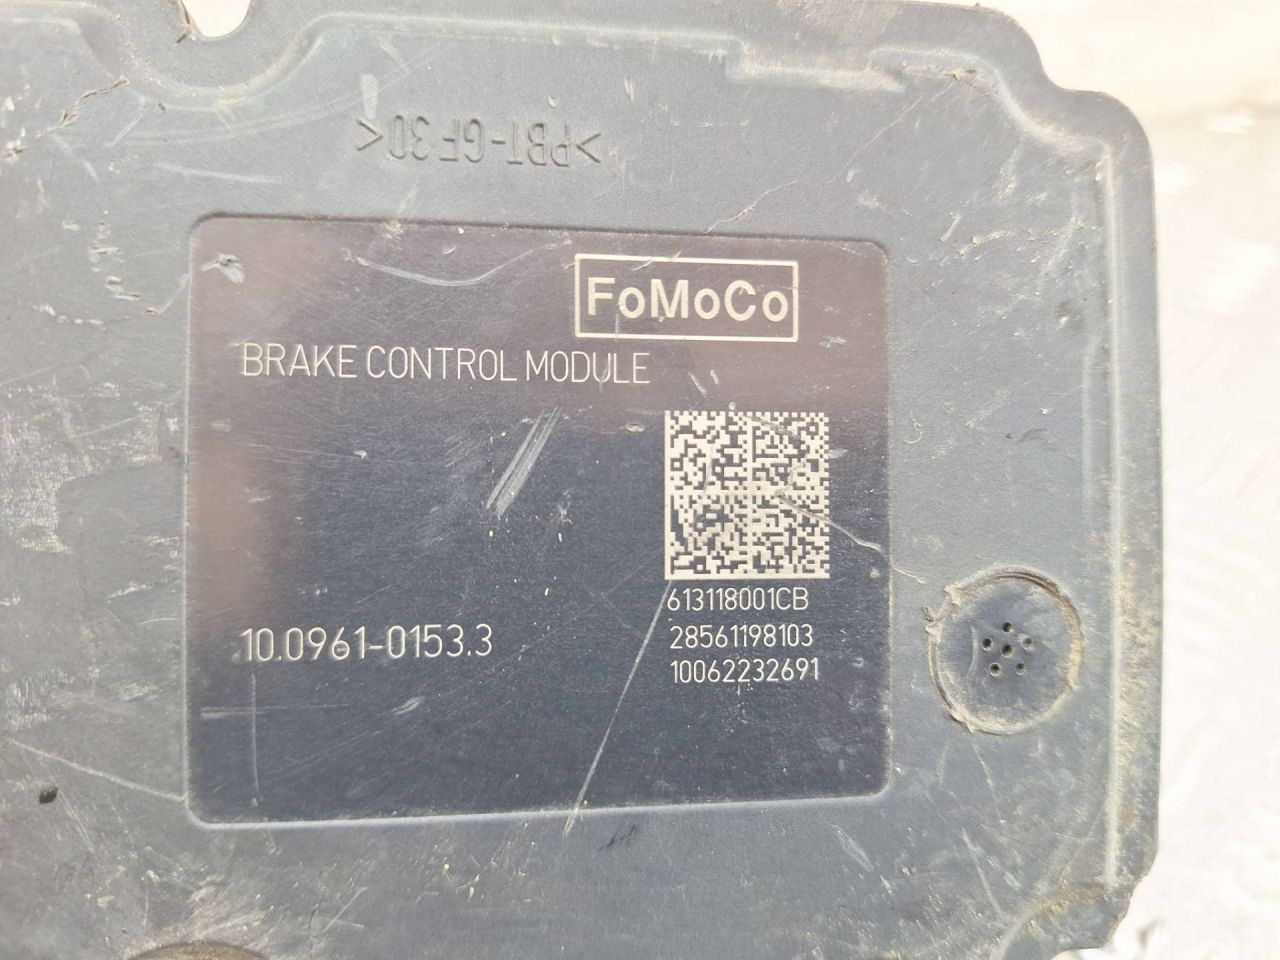 >PBT-GF30<
FoMoCo
BRAKE CONTROL MODULE
613118001CB
10.0961-0153.3
28561198103
10062232691